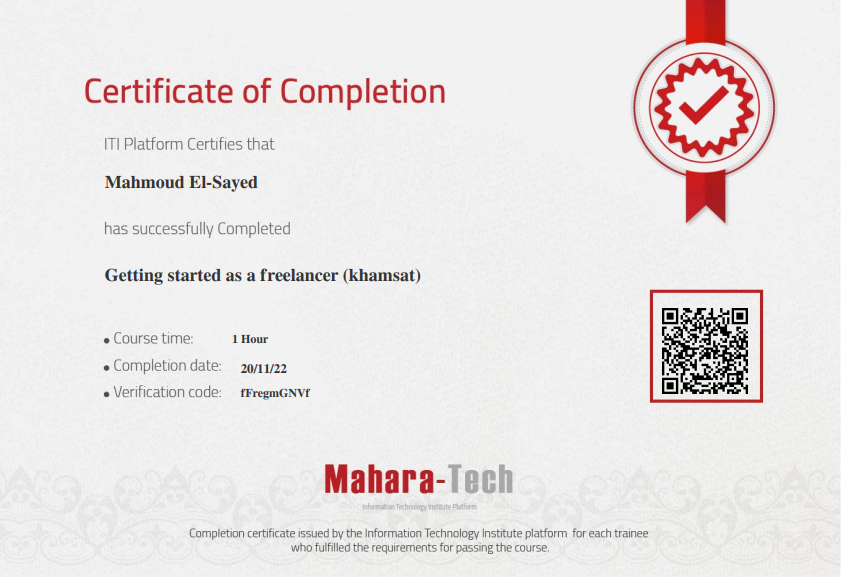 Certificate of Completion
ITI Platform Certifies that
Mahmoud El-Sayed
has successfully Completed
Getting started as a freelancer (khamsat)
Course time: 1 Hour
Completion date: 20/11/22
Verification code: fFregmGNVf
Mahara-Tech
Information Technology Institute Platform
Completion certificate issued by the Information Technology Institute platform for each trainee
who fulfilled the requirements for passing the course.